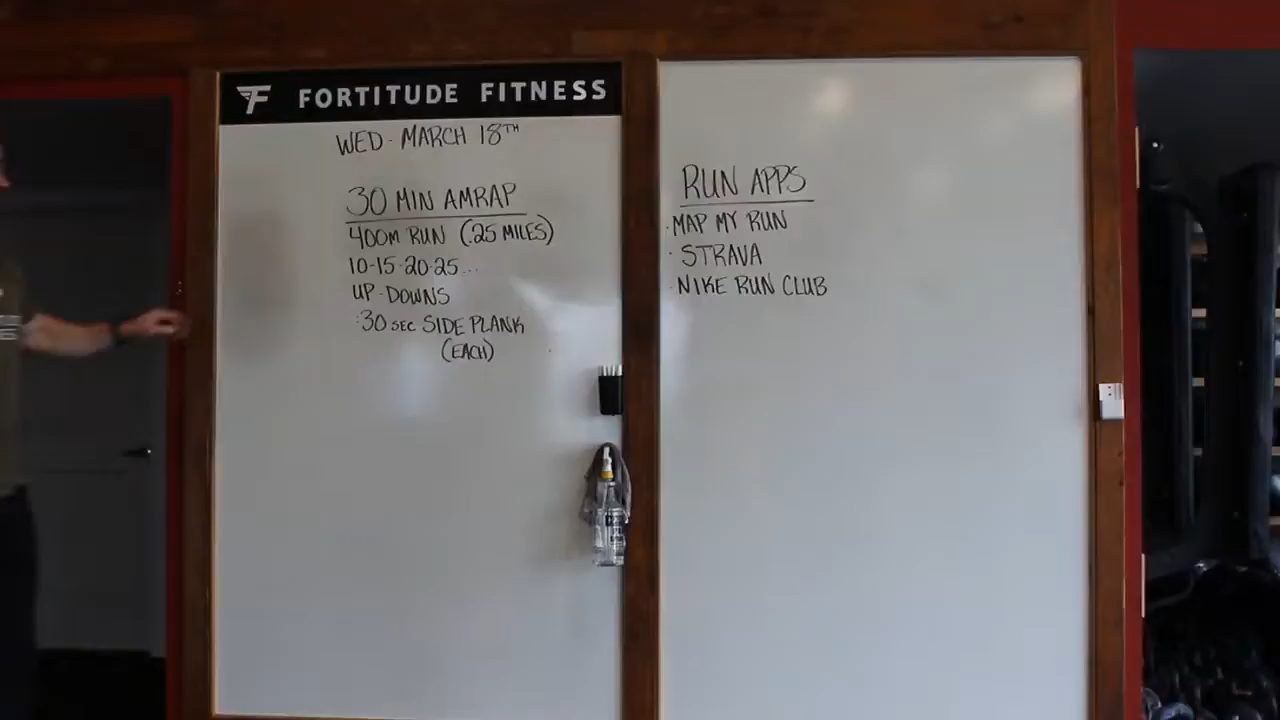 FORTITUDE FITNESS
WED - MARCH 18TH
30 MIN AMRAP
400M RUN (.25 MILES)
10-15-20-25...
UP-DOWNS
:30 SEC SIDE PLANK
(EACH)
RUN APPS
· MAP MY RUN
· STRAVA
· NIKE RUN CLUB